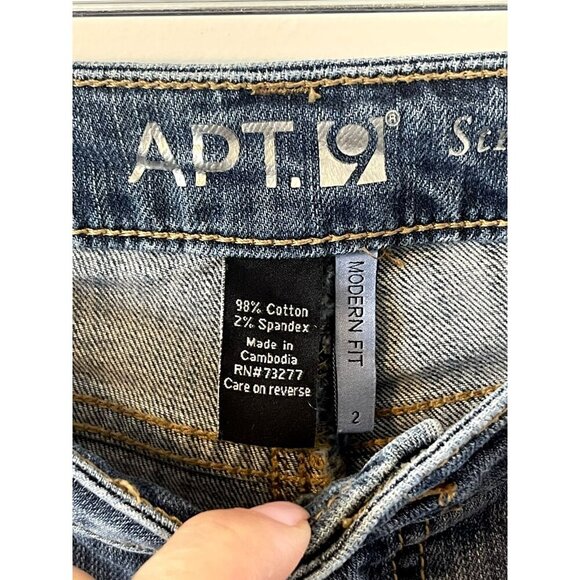 APT. 9®
98% Cotton
2% Spandex
Made in
Cambodia
RN#73277
Care on reverse
MODERN FIT
2